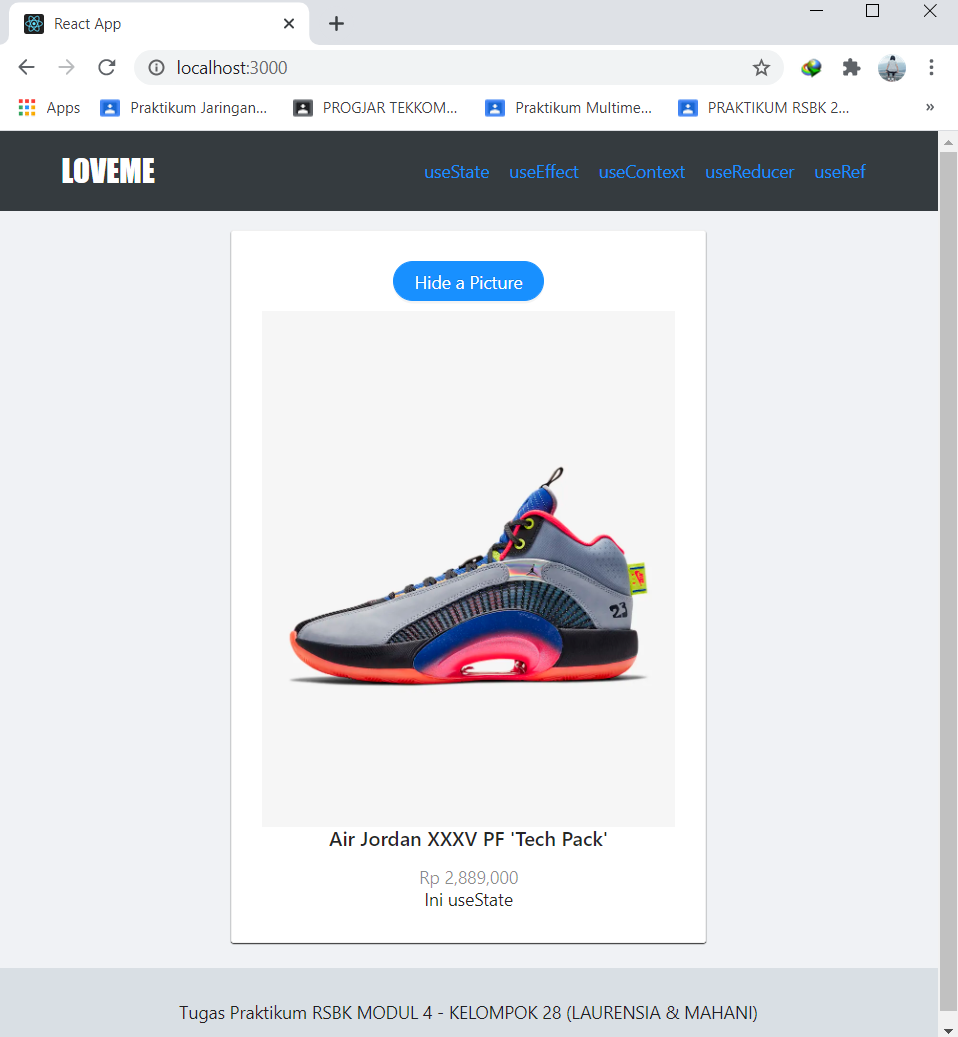 React App
localhost:3000
Apps Praktikum Jaringan... PROGJAR TEKKOM... Praktikum Multime... PRAKTIKUM RSBK 2... »
LOVEME useState useEffect useContext useReducer useRef
Hide a Picture
23
Air Jordan XXXV PF 'Tech Pack'
Rp 2,889,000
Ini useState
Tugas Praktikum RSBK MODUL 4 - KELOMPOK 28 (LAURENSIA & MAHANI)